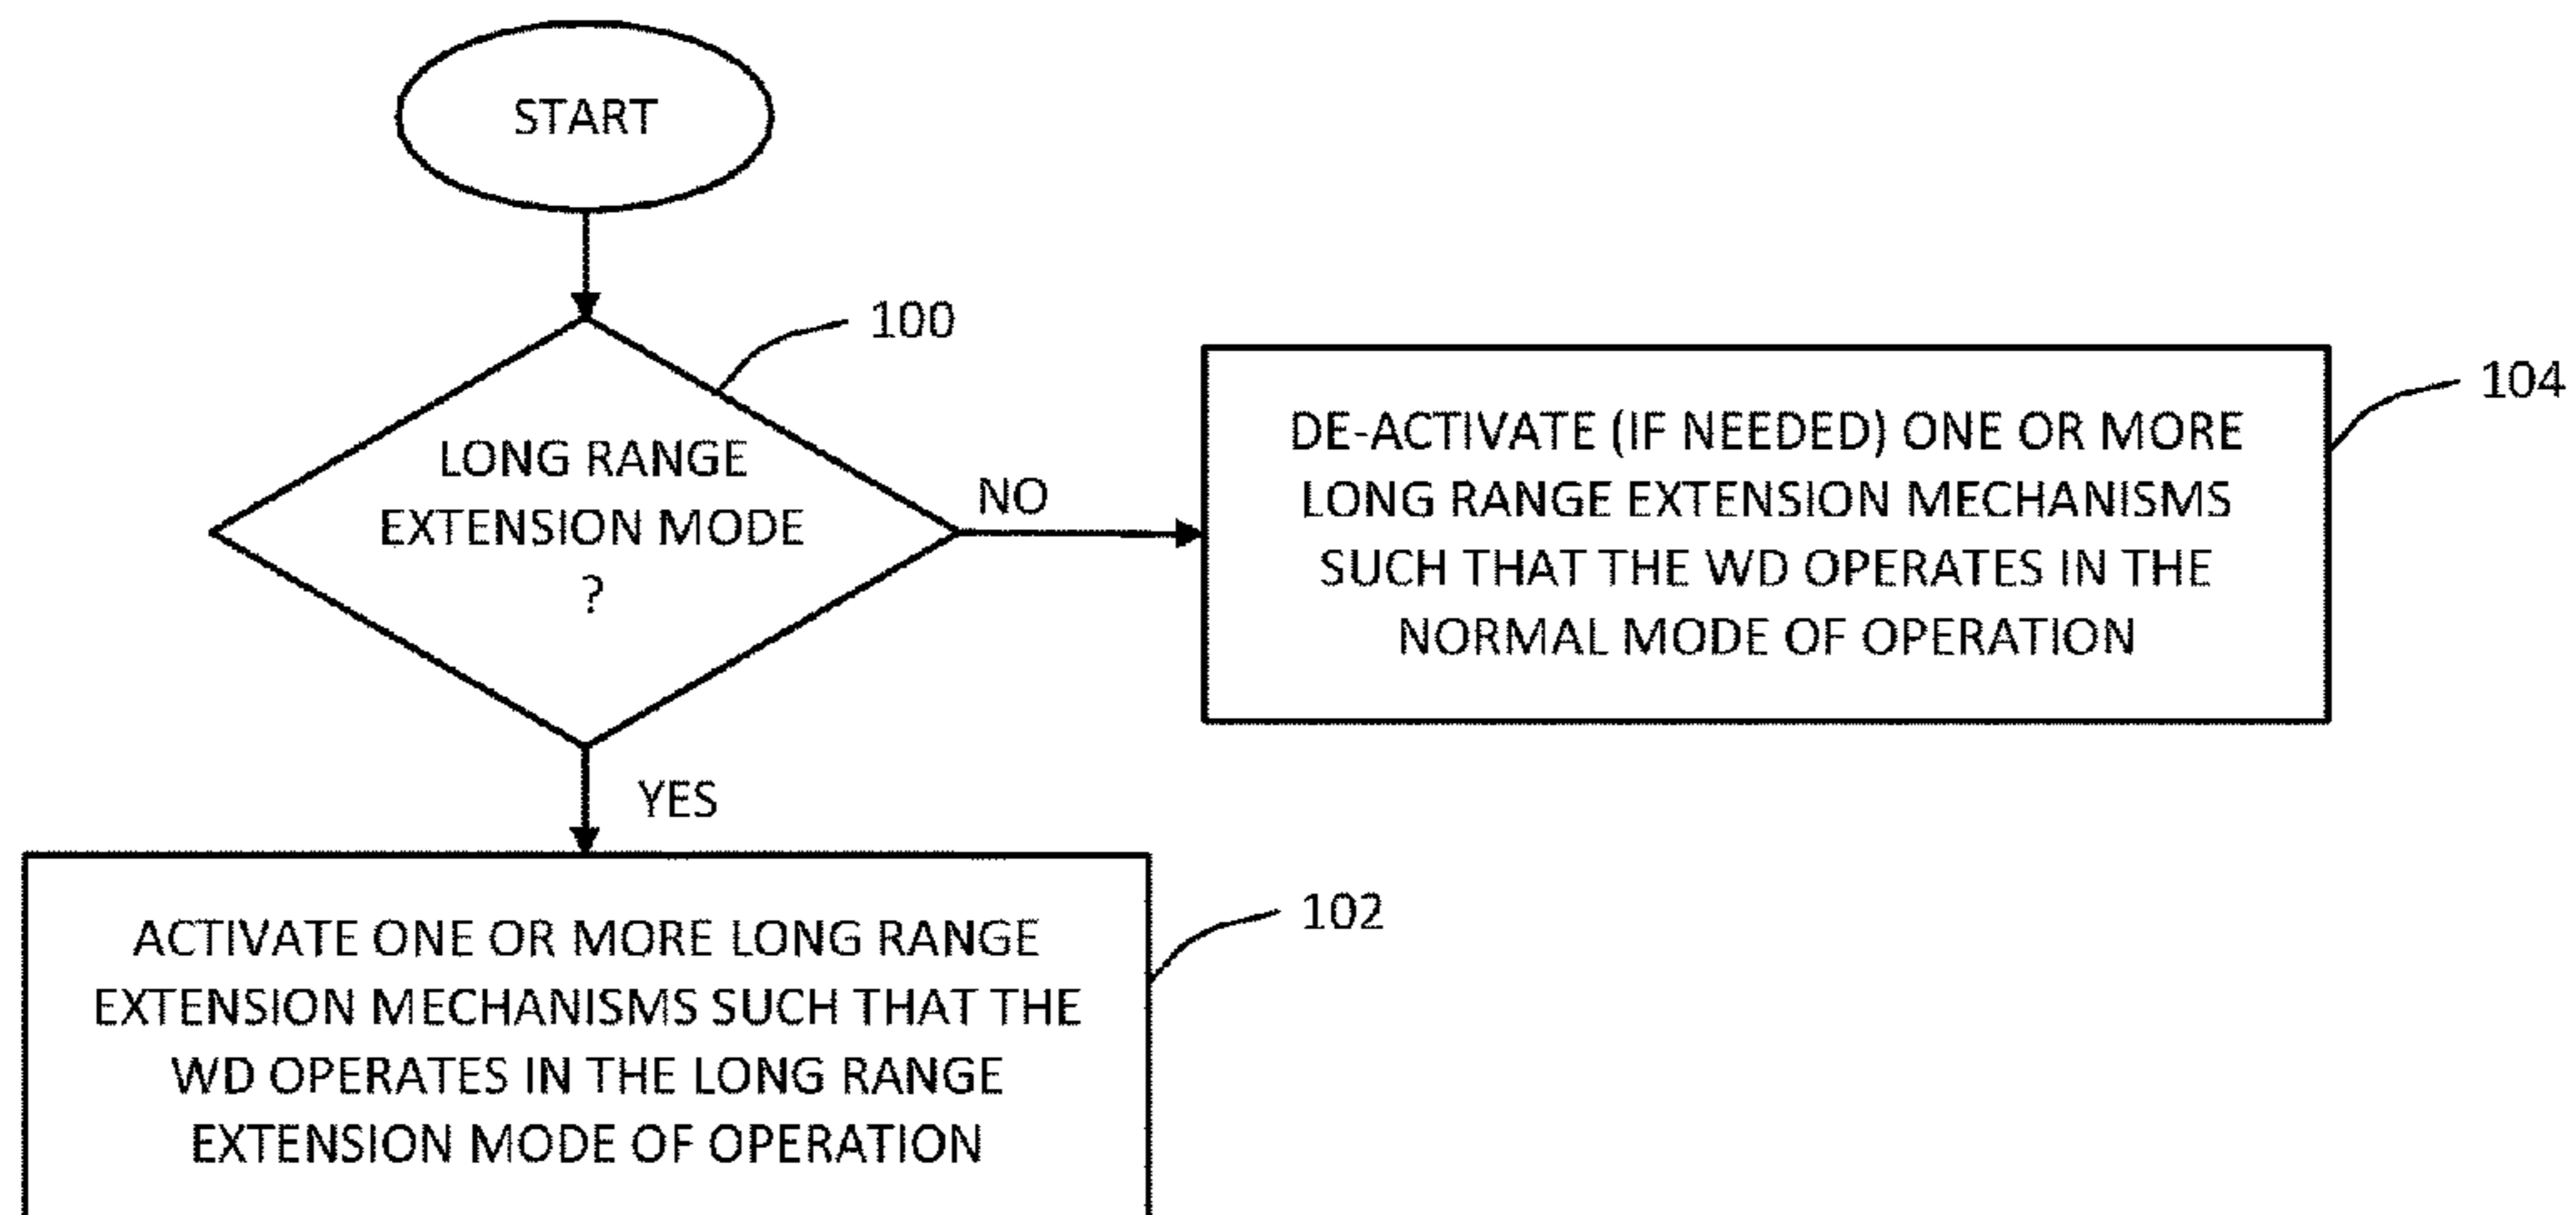 START
100
LONG RANGE
EXTENSION MODE
?
NO
104
DE-ACTIVATE (IF NEEDED) ONE OR MORE
LONG RANGE EXTENSION MECHANISMS
SUCH THAT THE WD OPERATES IN THE
NORMAL MODE OF OPERATION
YES
102
ACTIVATE ONE OR MORE LONG RANGE
EXTENSION MECHANISMS SUCH THAT THE
WD OPERATES IN THE LONG RANGE
EXTENSION MODE OF OPERATION